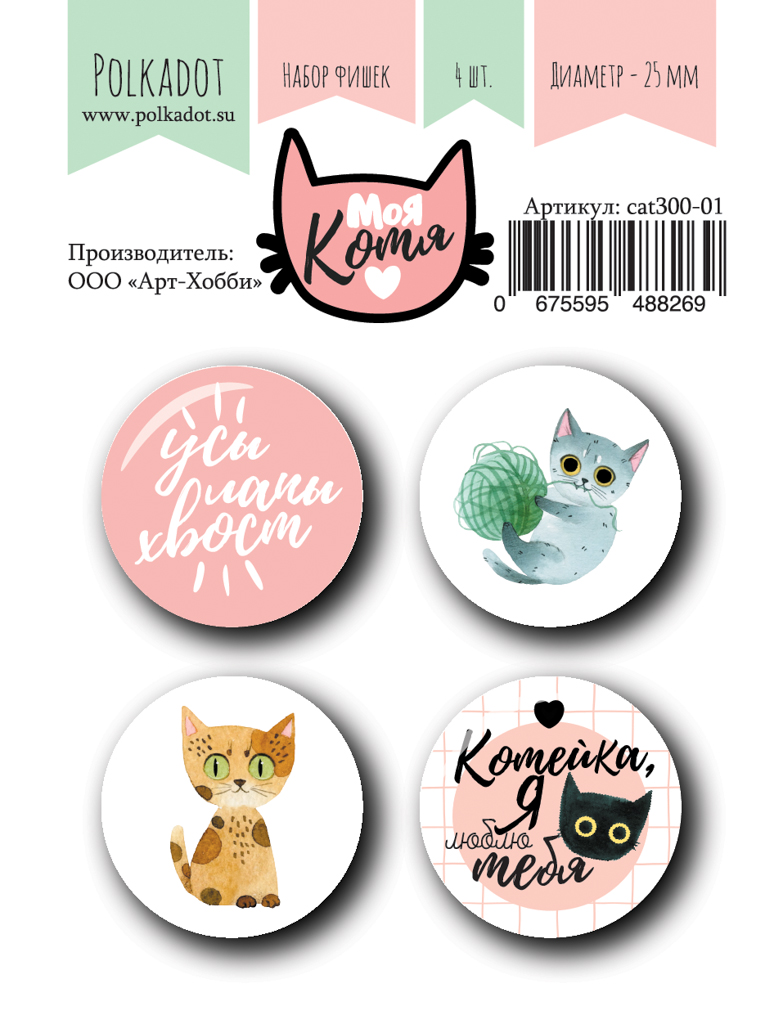 POLKADOT
www.polkadot.su
НАБОР ФИШЕК
4 ШТ.
ДИАМЕТР - 25 ММ
Моя
Котя
Артикул: cat300-01
0 675595 488269
Производитель:
ООО «Арт-Хобби»
усы
лапы
хвост
Котейка,
я
люблю
тебя